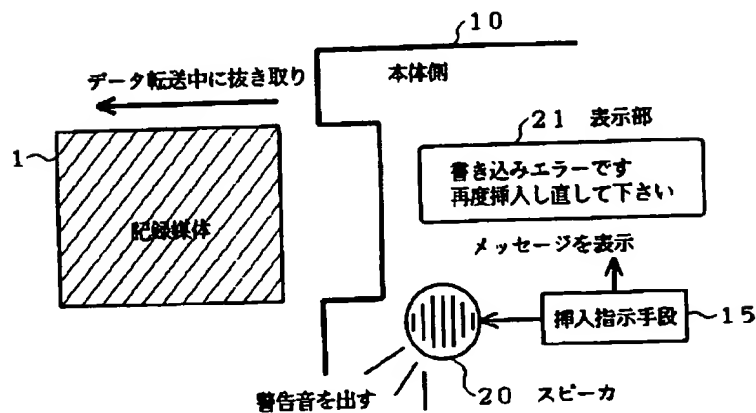 10
データ転送中に抜き取り
本体側
21 表示部
1
書き込みエラーです
再度挿入し直して下さい
記録媒体
メッセージを表示
挿入指示手段
15
20 スピーカ
警告音を出す